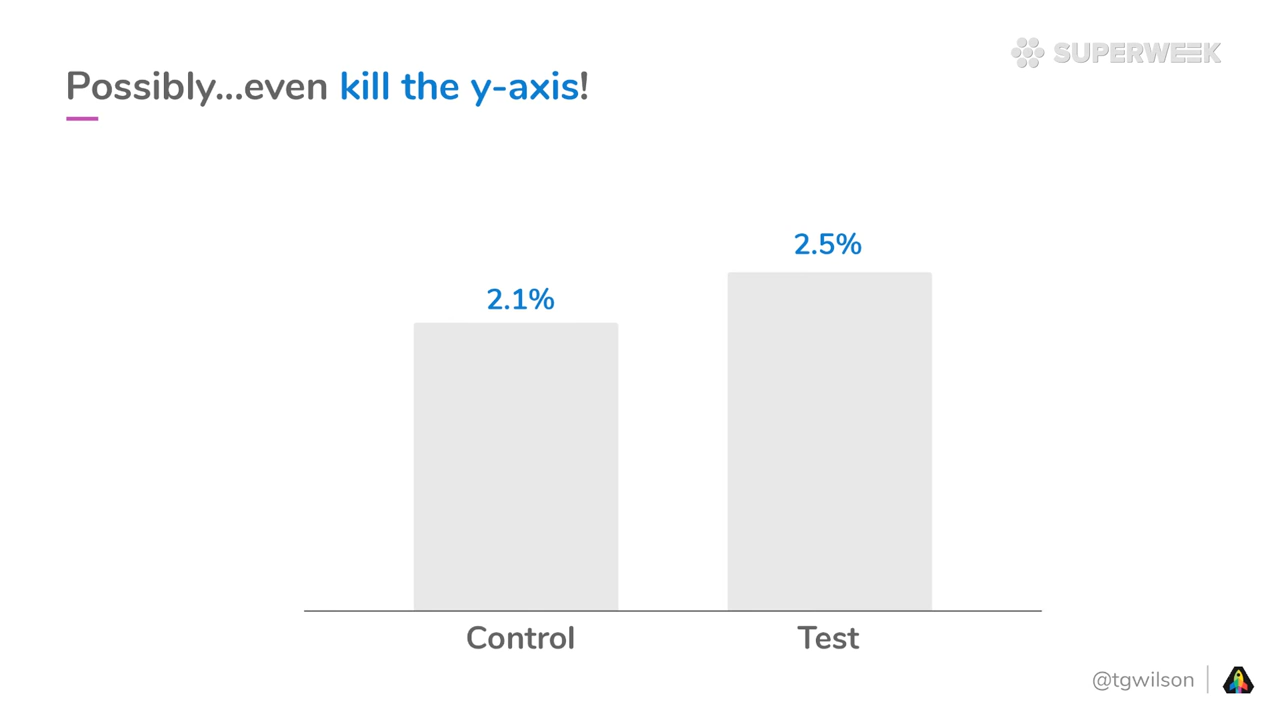 SUPERWEEK
Possibly...even kill the y-axis!
2.5%
2.1%
Control Test
@tgwilson